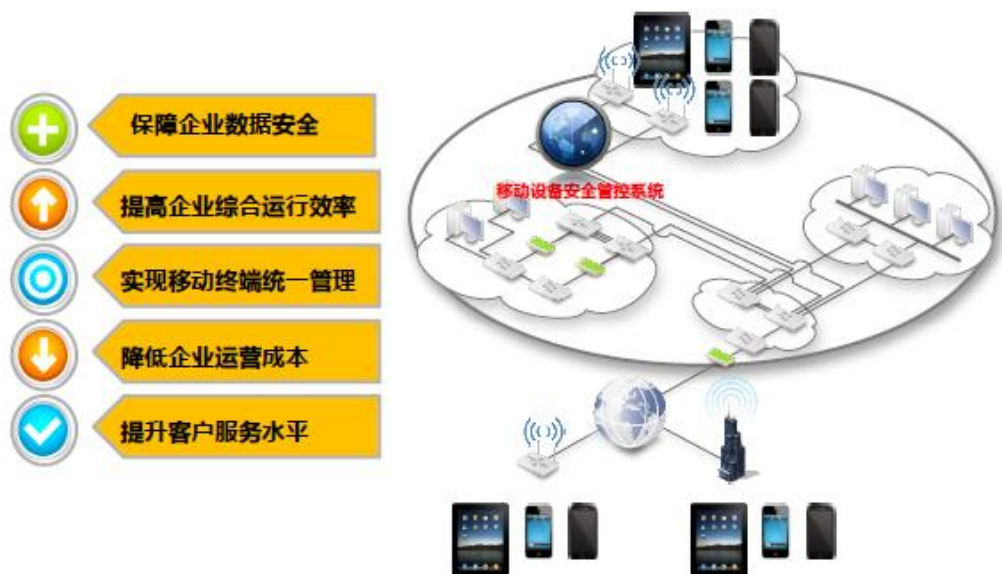 保障企业数据安全
提高企业综合运行效率
实现移动终端统一管理
降低企业运营成本
提升客户服务水平
移动设备安全管控系统